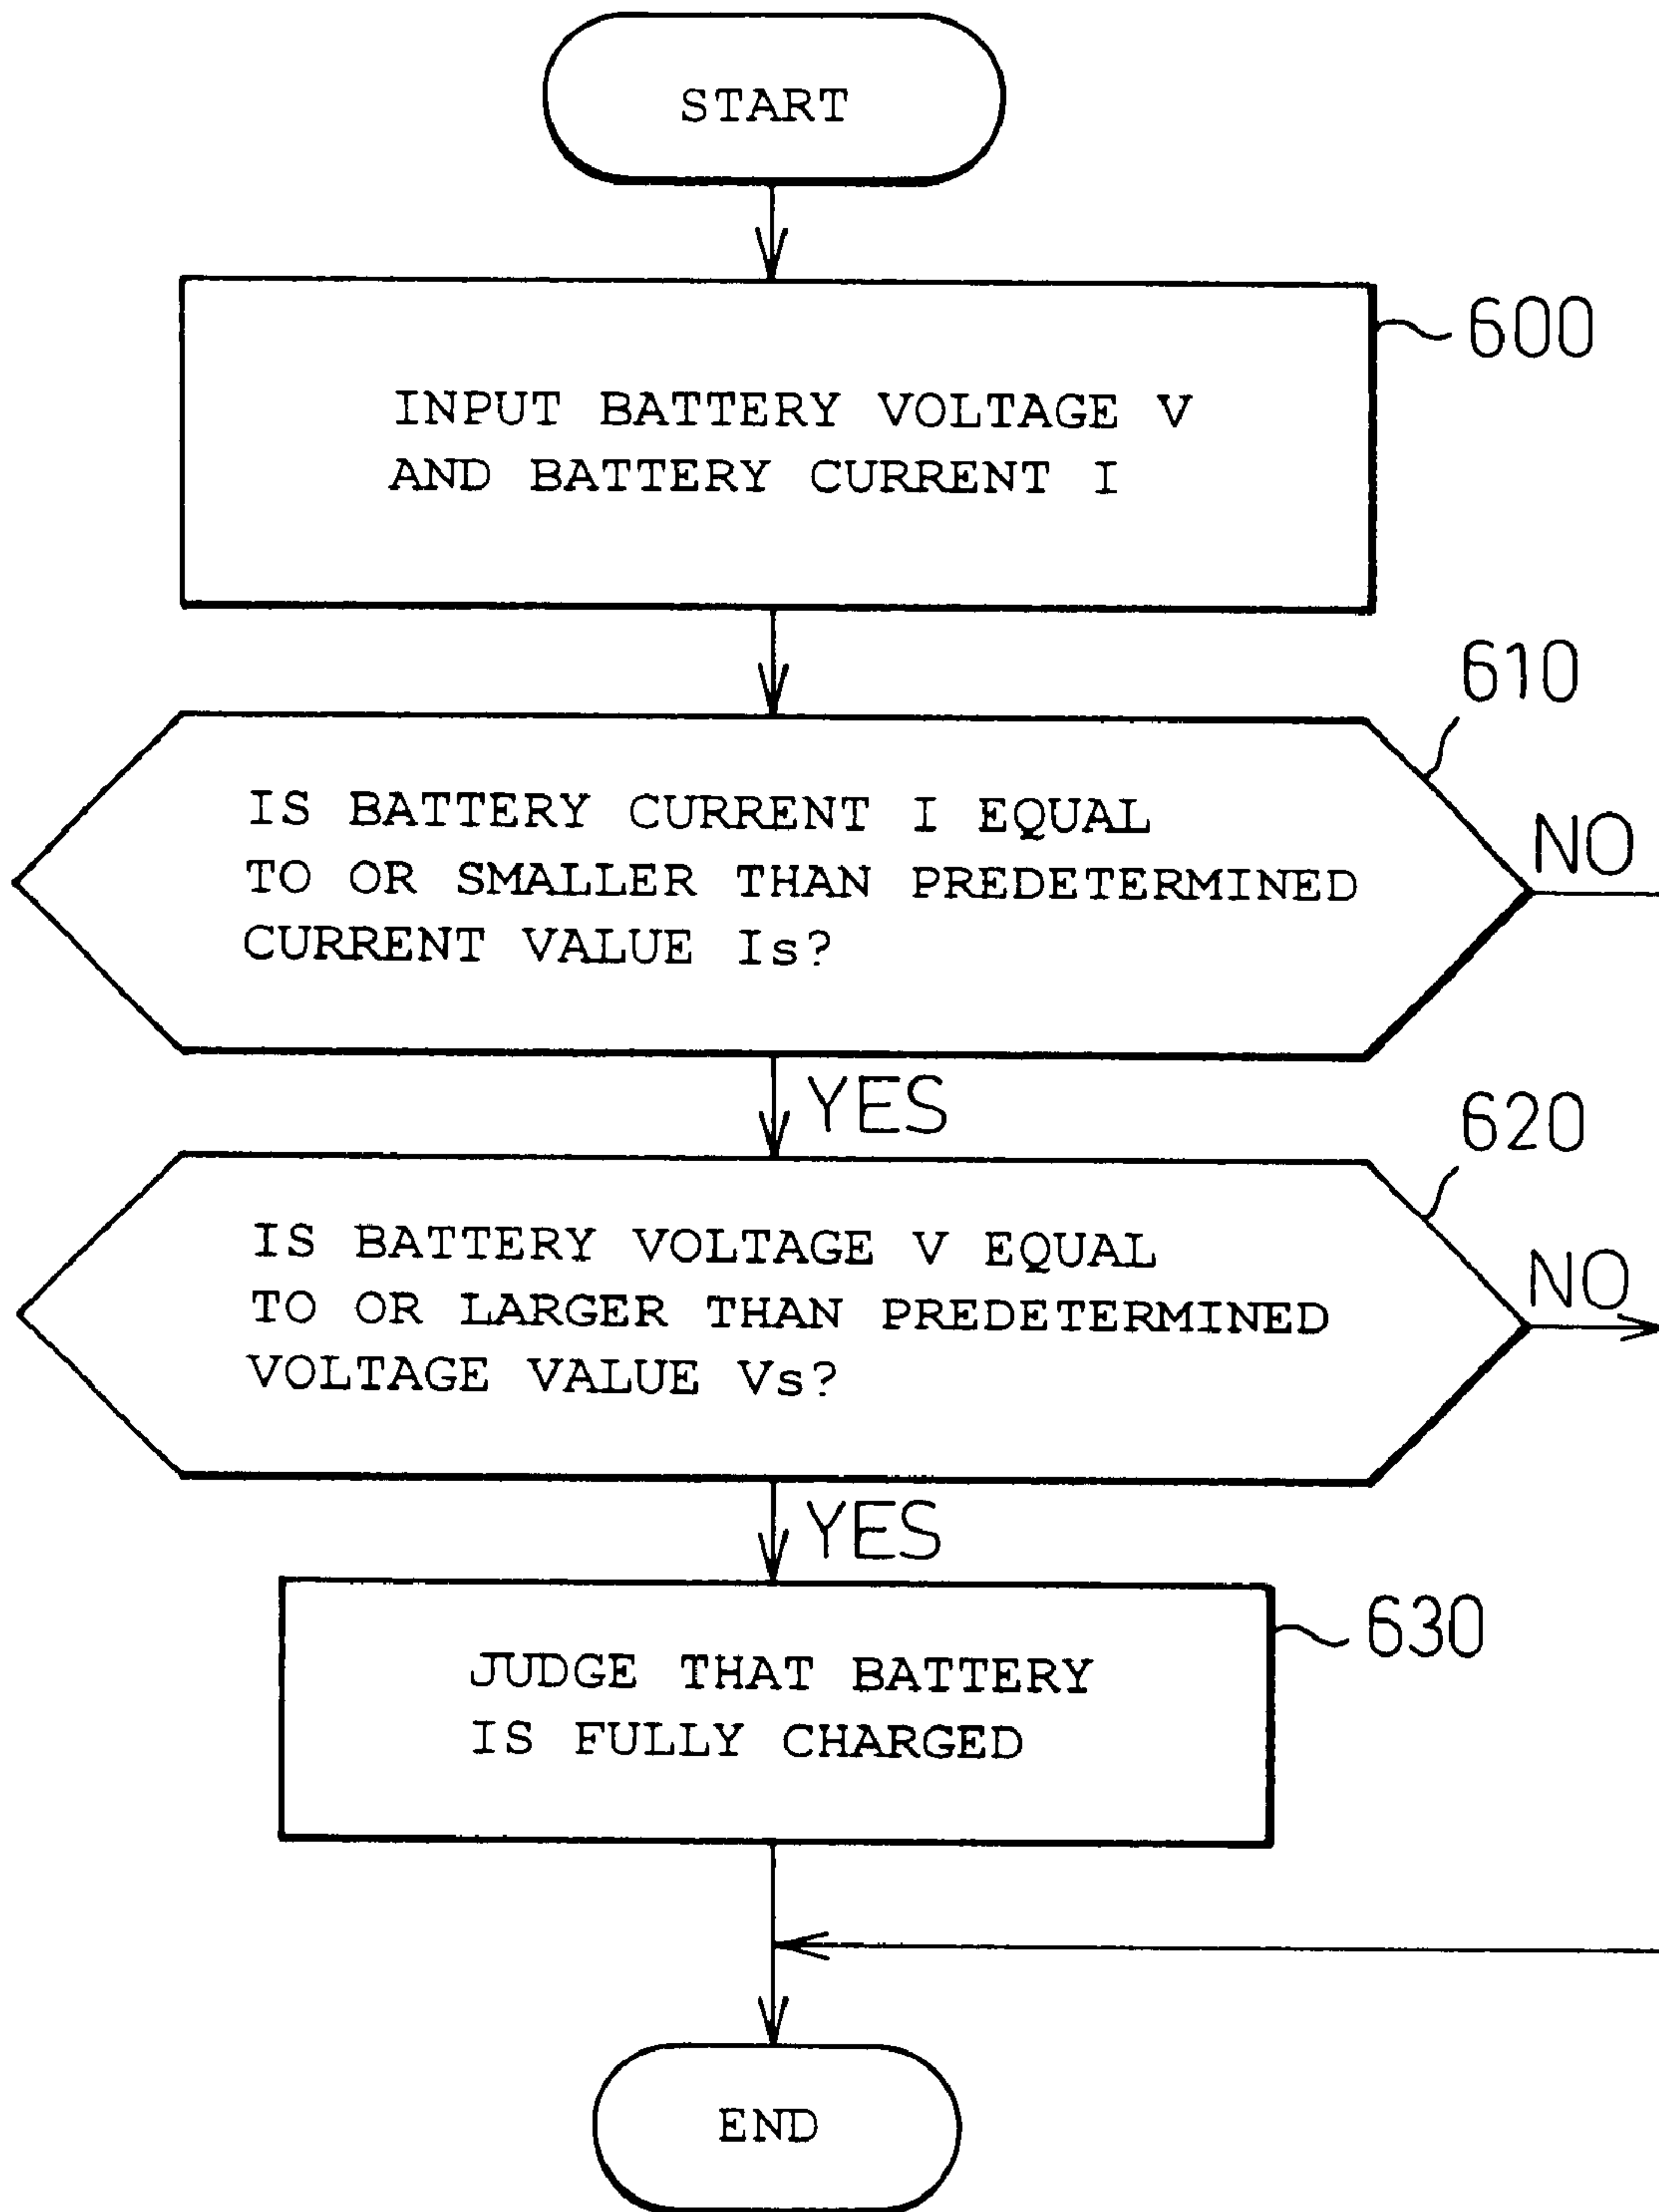 START
600
INPUT BATTERY VOLTAGE V
AND BATTERY CURRENT I
610
IS BATTERY CURRENT I EQUAL
TO OR SMALLER THAN PREDETERMINED
CURRENT VALUE Is?
NO
YES
620
IS BATTERY VOLTAGE V EQUAL
TO OR LARGER THAN PREDETERMINED
VOLTAGE VALUE Vs?
NO
YES
630
JUDGE THAT BATTERY
IS FULLY CHARGED
END